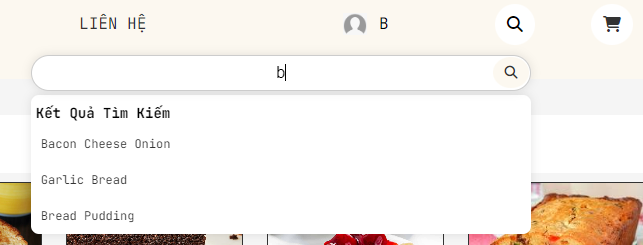 LIÊN HỆ
B
b
Kết Quả Tìm Kiếm
Bacon Cheese Onion
Garlic Bread
Bread Pudding